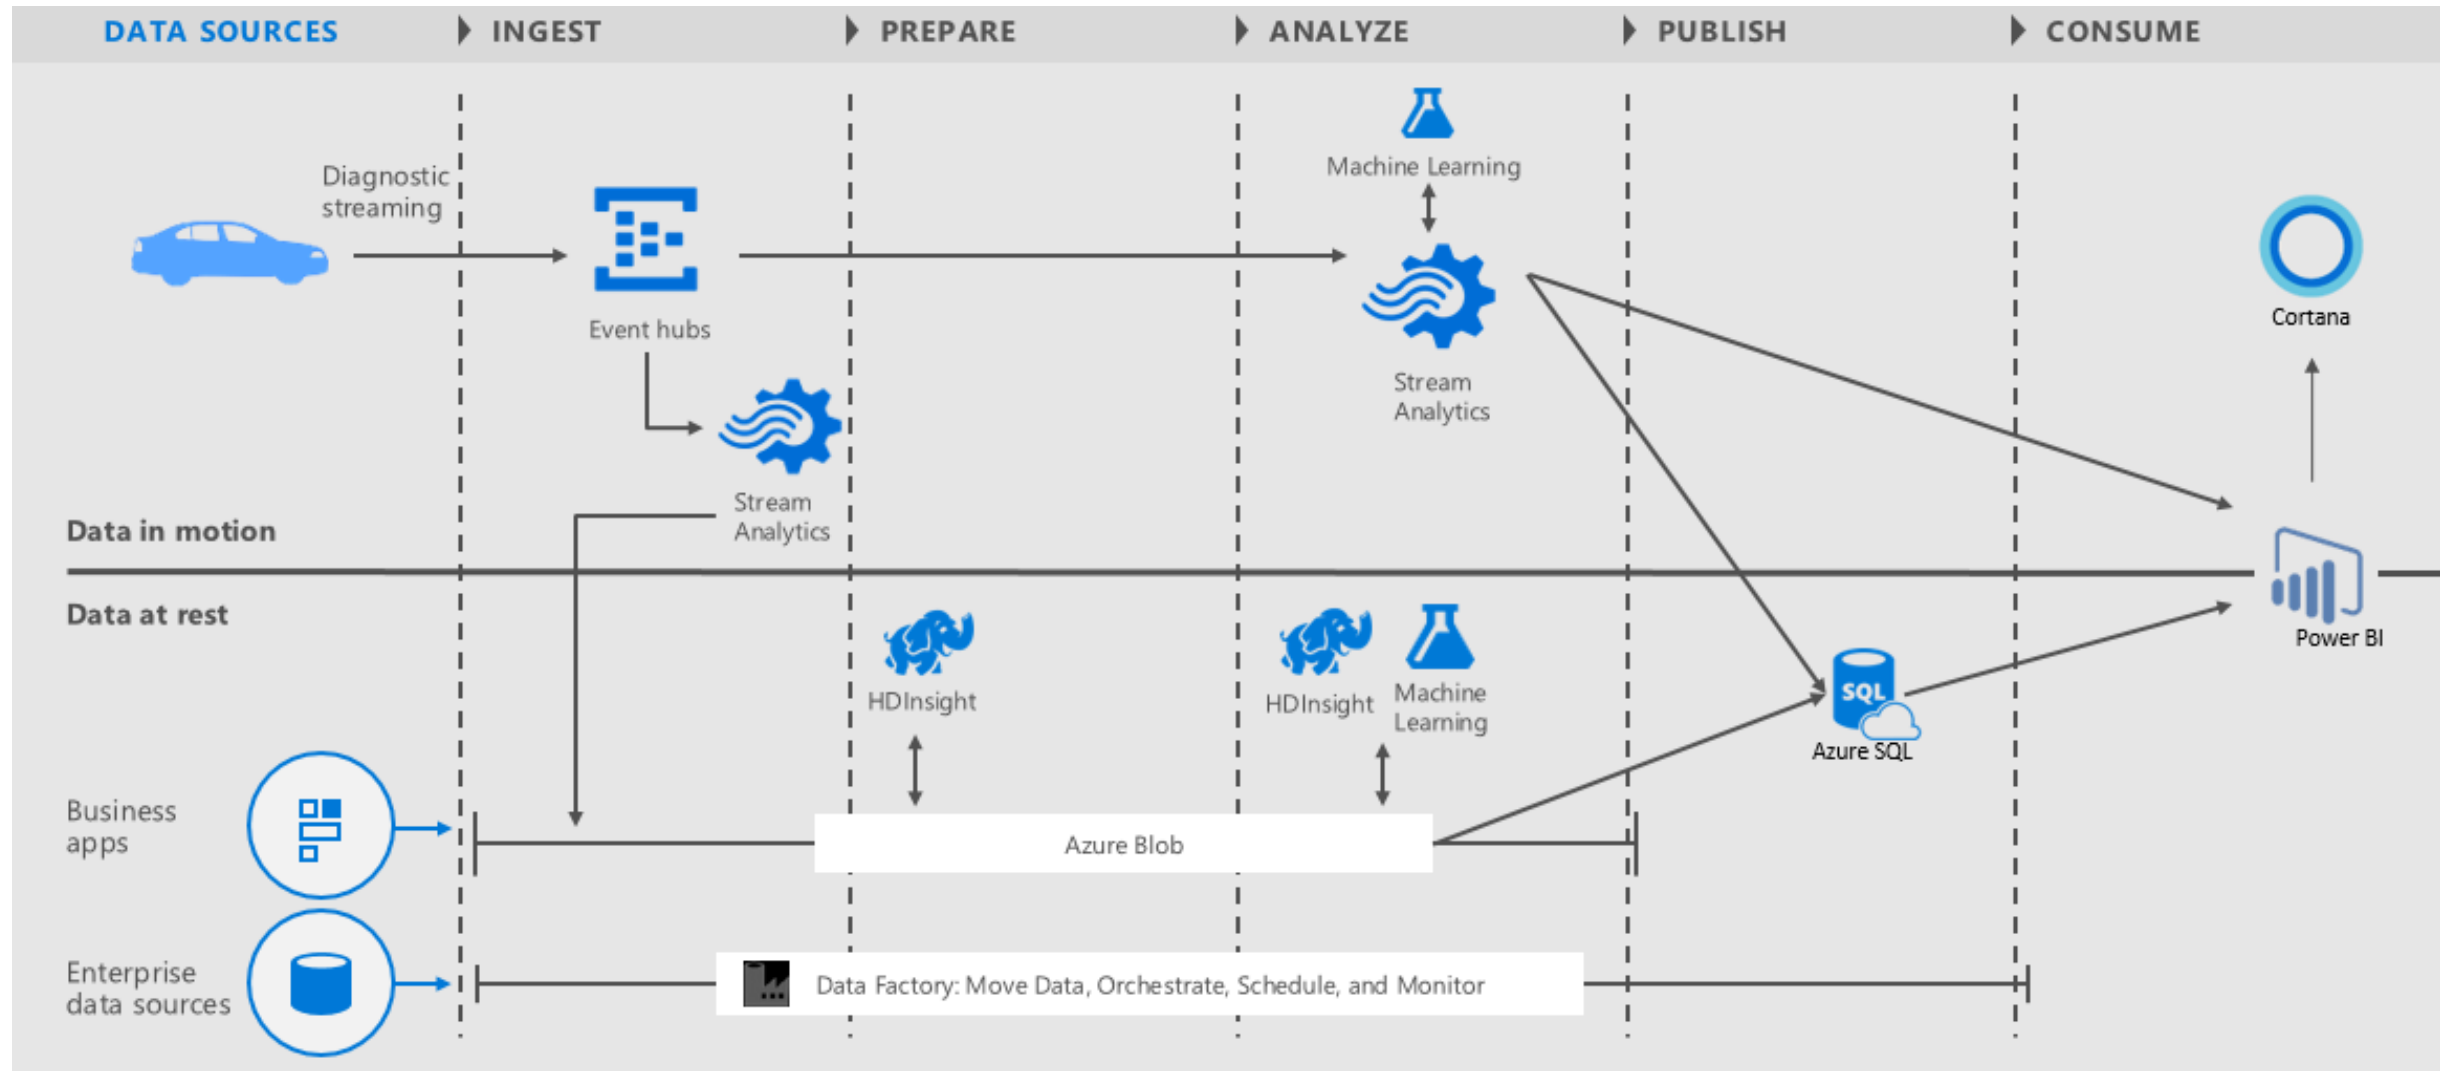 DATA SOURCES
INGEST
PREPARE
ANALYZE
PUBLISH
CONSUME
Diagnostic
streaming
Event hubs
Stream
Analytics
Machine Learning
Stream
Analytics
Cortana
Data in motion
Data at rest
HDInsight
HDInsight
Machine
Learning
SQL
Azure SQL
Power BI
Business
apps
Azure Blob
Enterprise
data sources
Data Factory: Move Data, Orchestrate, Schedule, and Monitor